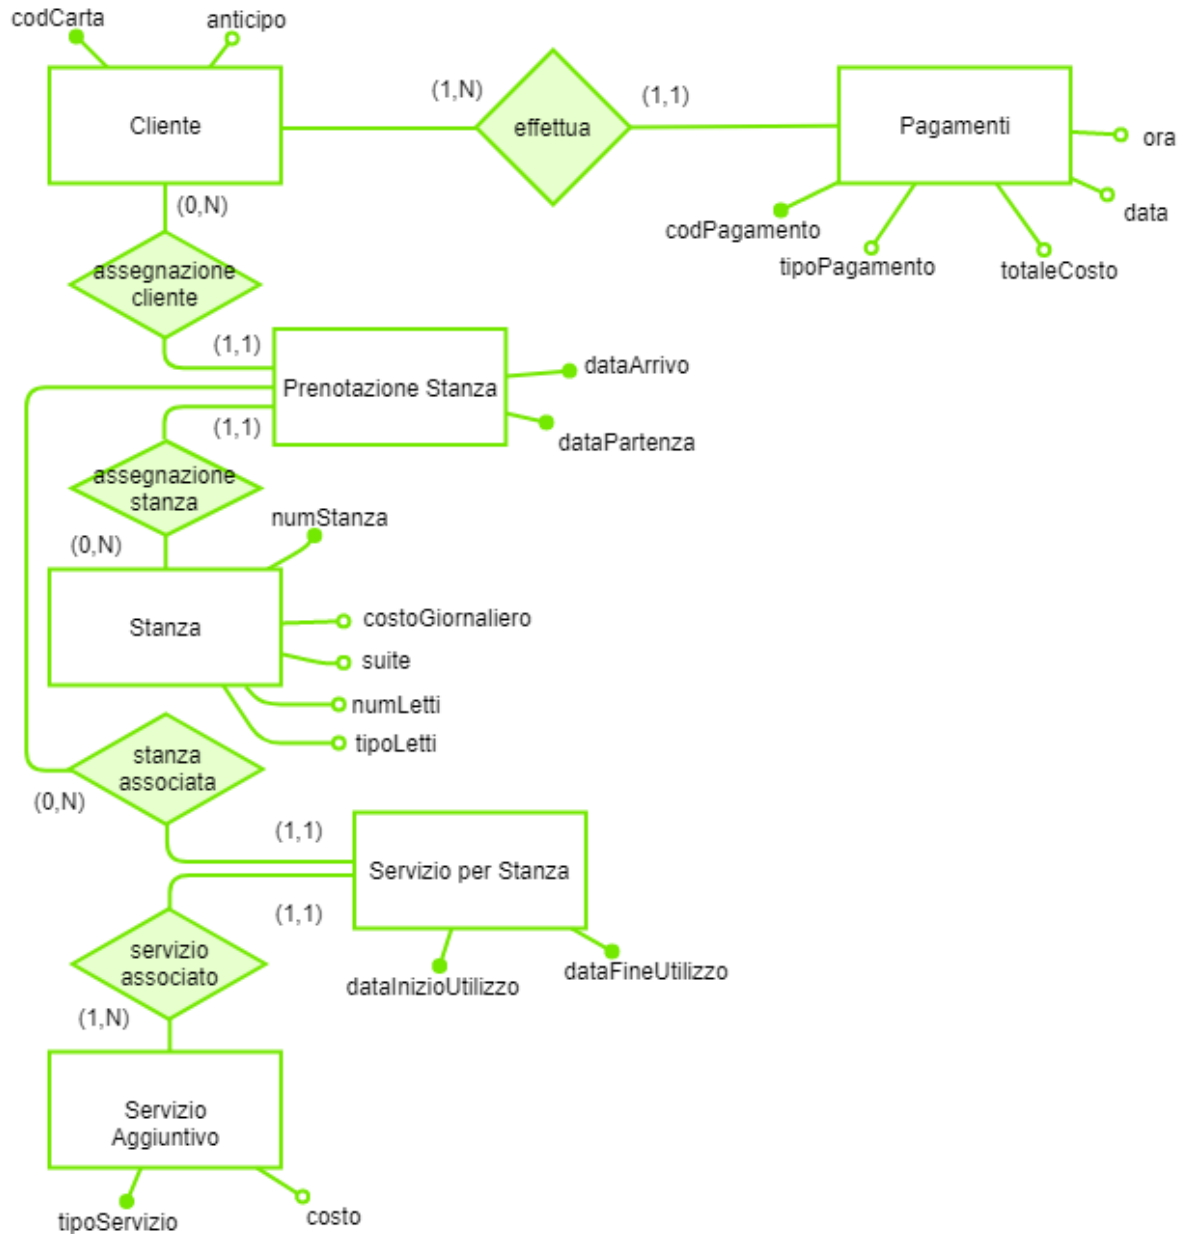 codCarta
anticipo
Cliente
(1,N)
effettua
(1,1)
Pagamenti
ora
data
codPagamento
tipoPagamento
totaleCosto
(0,N)
assegnazione
cliente
(1,1)
Prenotazione Stanza
dataArrivo
dataPartenza
(1,1)
assegnazione
stanza
(0,N)
numStanza
Stanza
costoGiornaliero
suite
numLetti
tipoLetti
stanza
associata
(0,N)
(1,1)
Servizio per Stanza
(1,1)
dataInizioUtilizzo
dataFineUtilizzo
servizio
associato
(1,N)
Servizio
Aggiuntivo
tipoServizio
costo